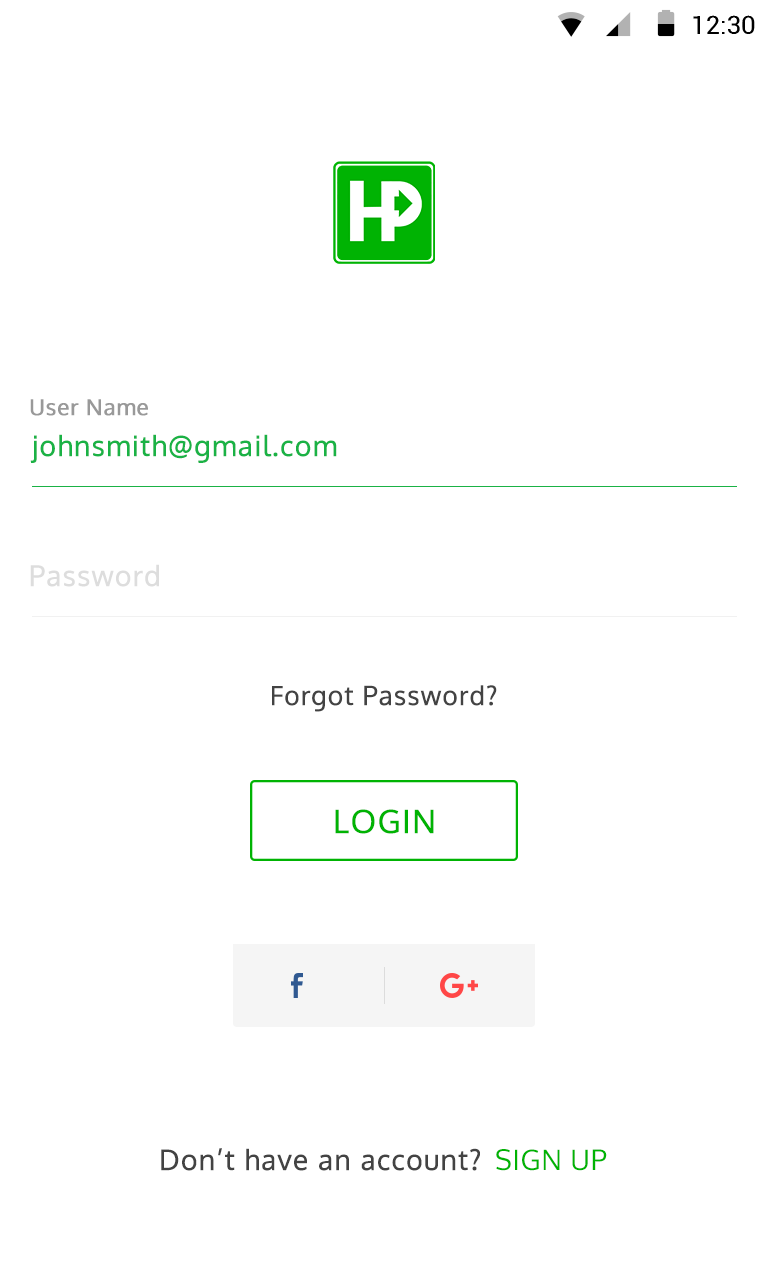 12:30
HP
User Name
johnsmith@gmail.com
Password
Forgot Password?
LOGIN
f G+
Don't have an account? SIGN UP